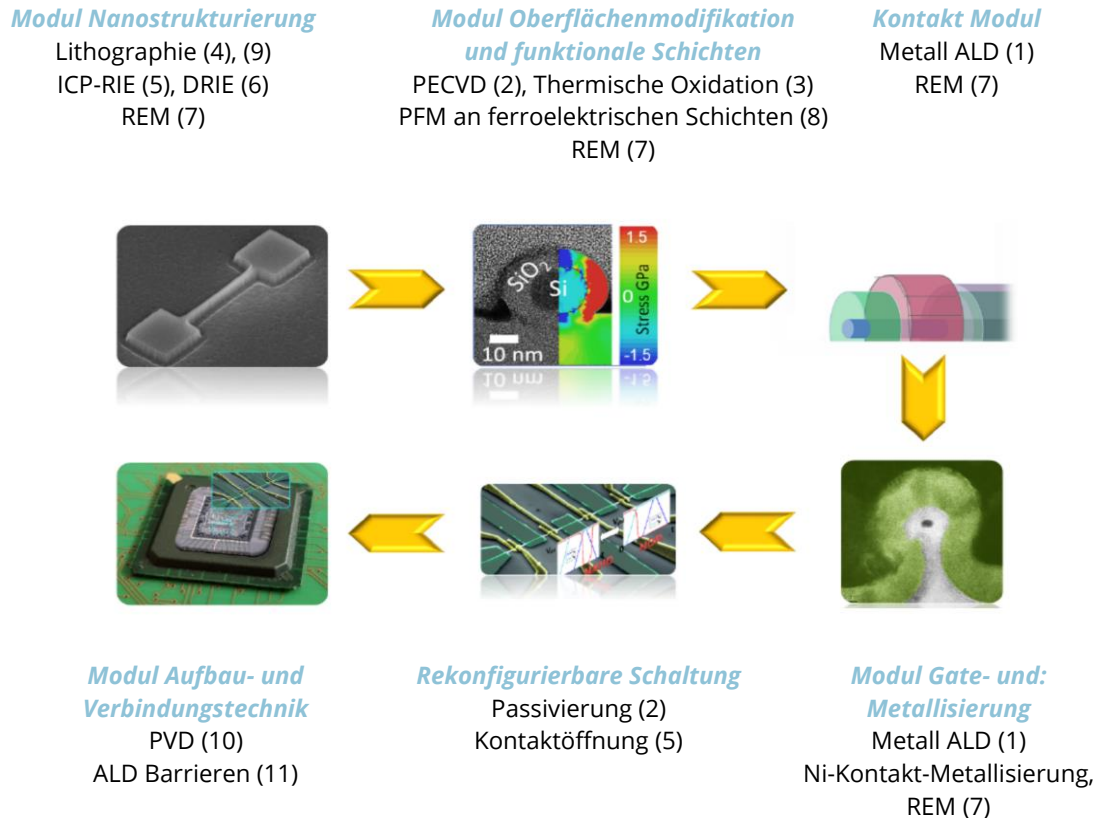 Modul Nanostrukturierung
Lithographie (4), (9)
ICP-RIE (5), DRIE (6)
REM (7)
Modul Oberflächenmodifikation
und funktionale Schichten
PECVD (2), Thermische Oxidation (3)
PFM an ferroelektrischen Schichten (8)
REM (7)
Kontakt Modul
Metall ALD (1)
REM (7)
SiO2
Si
10 nm
1.5
0
-1.5
Stress GPa
Modul Aufbau- und
Verbindungstechnik
PVD (10)
ALD Barrieren (11)
Rekonfigurierbare Schaltung
Passivierung (2)
Kontaktöffnung (5)
Modul Gate- und:
Metallisierung
Metall ALD (1)
Ni-Kontakt-Metallisierung,
REM (7)